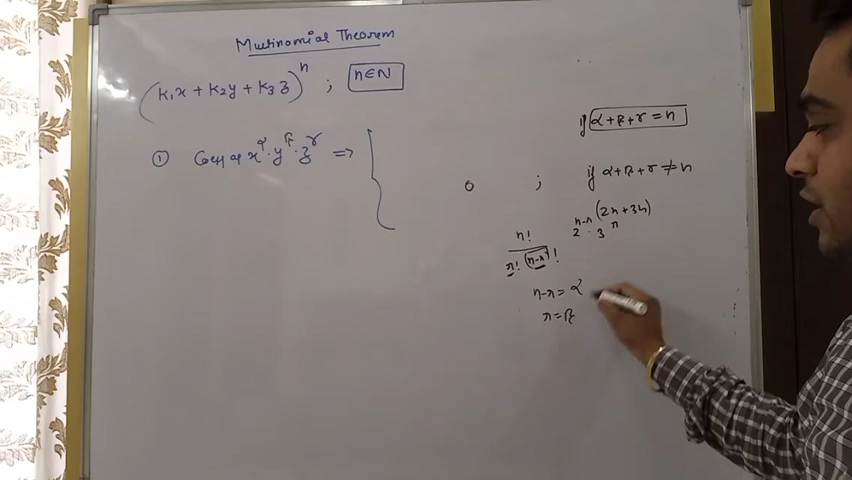 Multinomial Theorem
(k₁x + k₂y + k₃z)ⁿ ; n∈N
if α+β+r = n
① Coeff of x^α · y^β · z^r ⇒ {
0 ; if α+β+r ≠ n
(2x + 3y)
n! / r! (n-r)! 2^(n-r) · 3^r
n-r = α
r = β